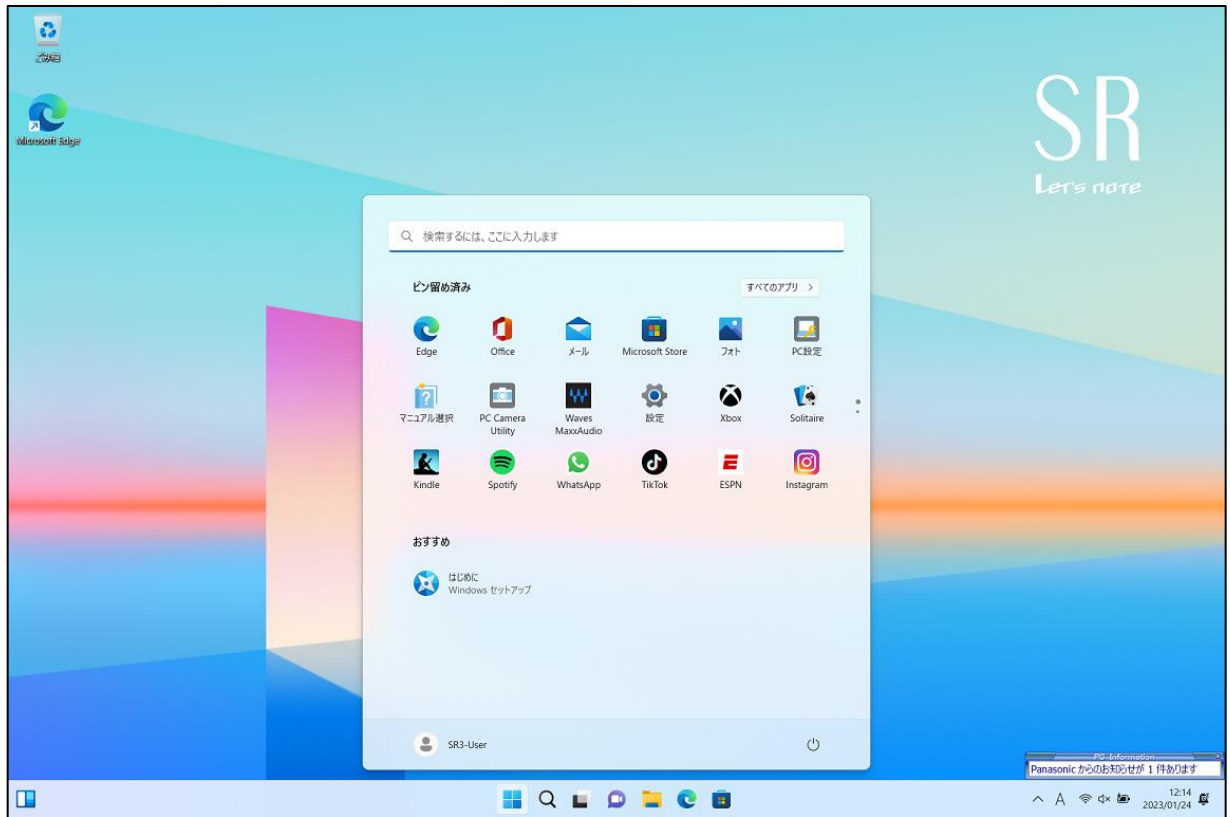 ごみ箱
Microsoft Edge
SR
Let's note
検索するには、ここに入力します
ピン留め済み
すべてのアプリ >
Edge
Office
メール
Microsoft Store
フォト
PC設定
マニュアル選択
PC Camera
Utility
Waves
MaxxAudio
設定
Xbox
Solitaire
Kindle
Spotify
WhatsApp
TikTok
ESPN
Instagram
おすすめ
はじめに
Windows セットアップ
SR3-User
PC-Information
Panasonic からのお知らせが 1 件あります
A
12:14
2023/01/24